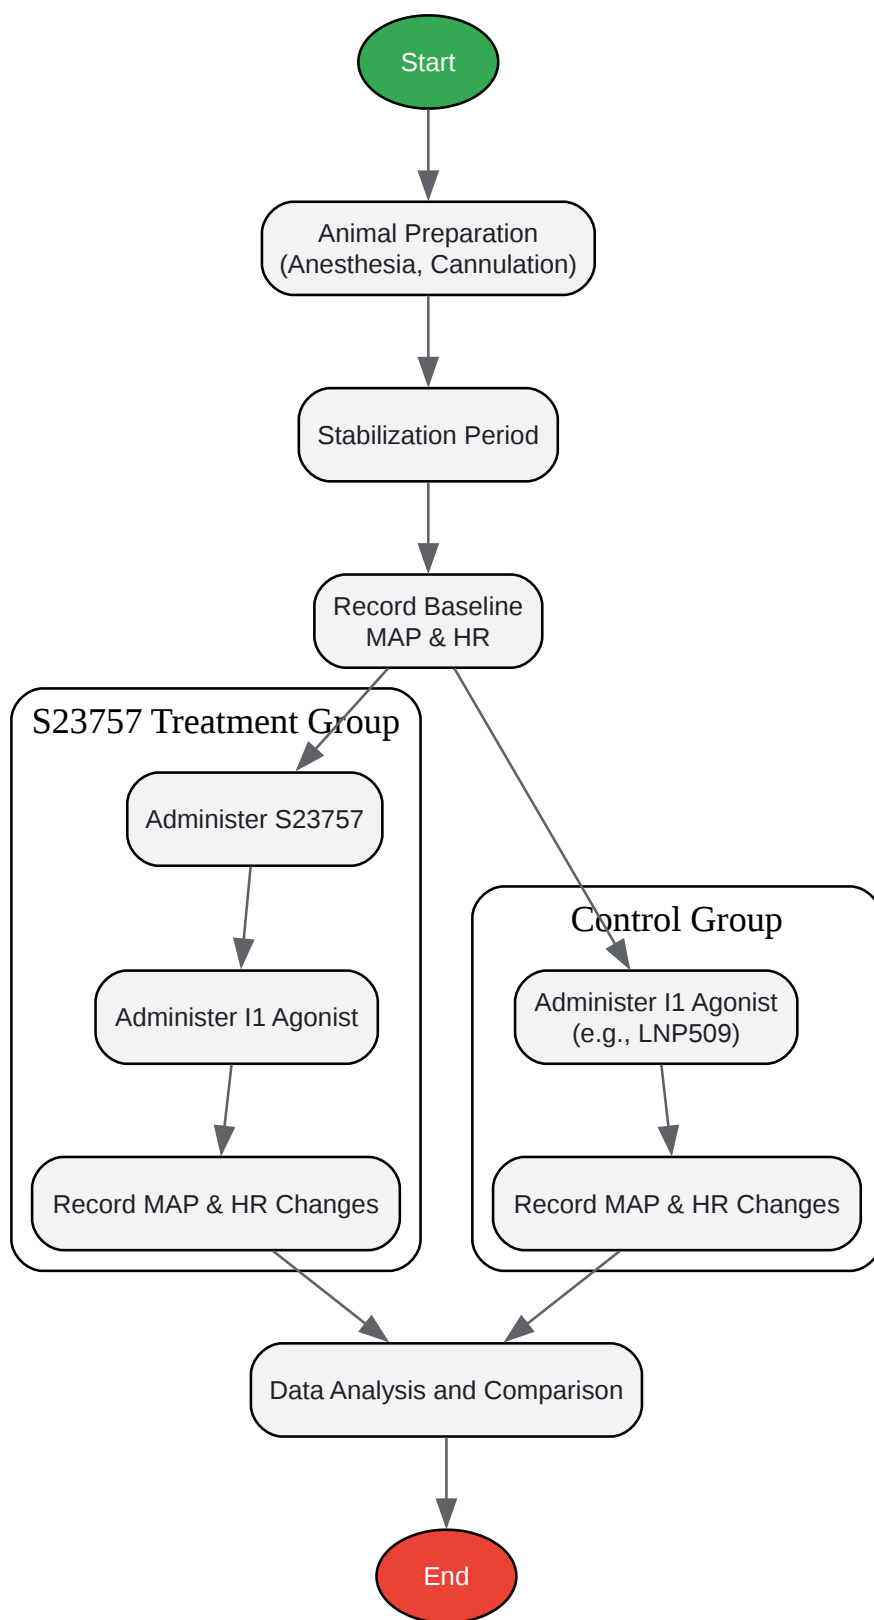 Start
Animal Preparation
(Anesthesia, Cannulation)
Stabilization Period
Record Baseline
MAP & HR
S23757 Treatment Group
Administer S23757
Administer I1 Agonist
Record MAP & HR Changes
Control Group
Administer I1 Agonist
(e.g., LNP509)
Record MAP & HR Changes
Data Analysis and Comparison
End